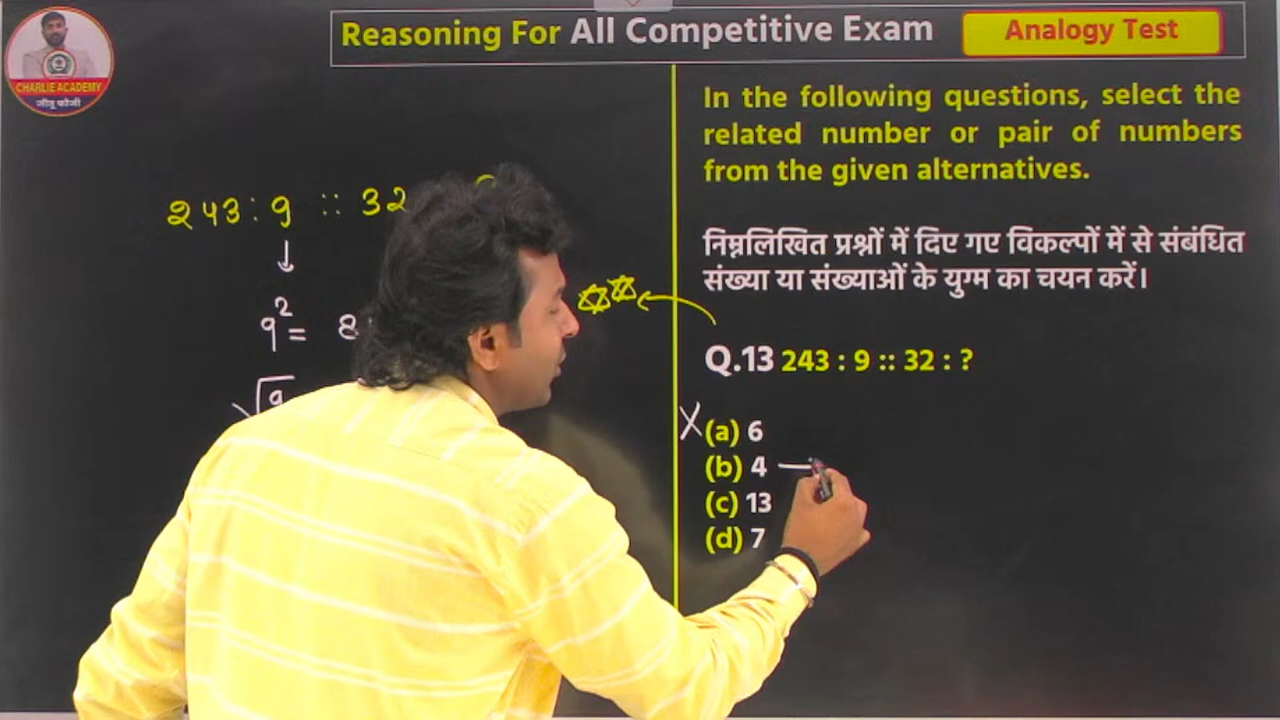 Reasoning For All Competitive Exam
Analogy Test
CHARLIE ACADEMY
जीतू फौजी
In the following questions, select the
related number or pair of numbers
from the given alternatives.
निम्नलिखित प्रश्नों में दिए गए विकल्पों में से संबंधित
संख्या या संख्याओं के युग्म का चयन करें।
Q.13 243 : 9 :: 32 : ?
(a) 6
(b) 4
(c) 13
(d) 7
243 : 9 :: 32
9² = 8
√9